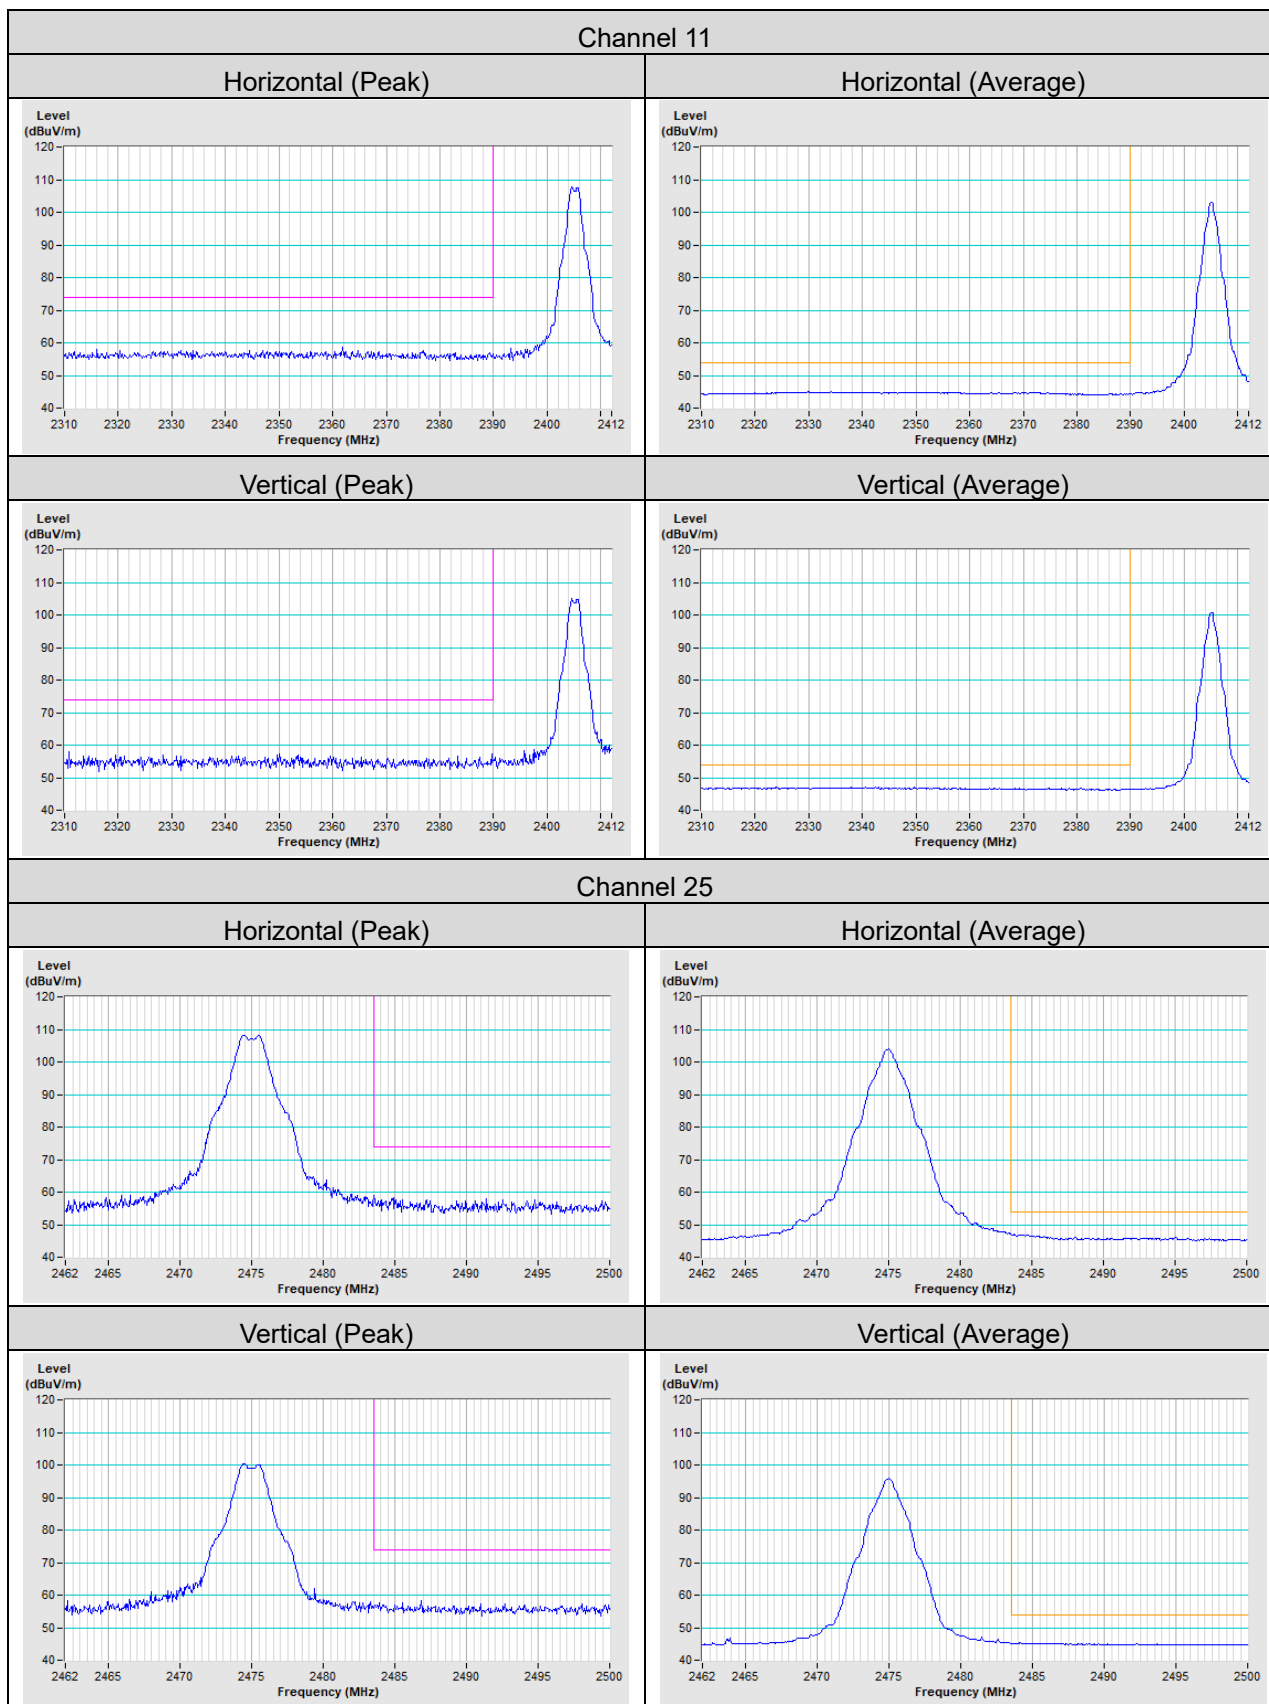 Channel 11
Horizontal (Peak)
Horizontal (Average)
Level
(dBuV/m)
120
110
100
90
80
70
60
50
40
2310 2320 2330 2340 2350 2360 2370 2380 2390 2400 2412
Frequency (MHz)
Level
(dBuV/m)
120
110
100
90
80
70
60
50
40
2310 2320 2330 2340 2350 2360 2370 2380 2390 2400 2412
Frequency (MHz)
Vertical (Peak)
Vertical (Average)
Level
(dBuV/m)
120
110
100
90
80
70
60
50
40
2310 2320 2330 2340 2350 2360 2370 2380 2390 2400 2412
Frequency (MHz)
Level
(dBuV/m)
120
110
100
90
80
70
60
50
40
2310 2320 2330 2340 2350 2360 2370 2380 2390 2400 2412
Frequency (MHz)
Channel 25
Horizontal (Peak)
Horizontal (Average)
Level
(dBuV/m)
120
110
100
90
80
70
60
50
40
2462 2465 2470 2475 2480 2485 2490 2495 2500
Frequency (MHz)
Level
(dBuV/m)
120
110
100
90
80
70
60
50
40
2462 2465 2470 2475 2480 2485 2490 2495 2500
Frequency (MHz)
Vertical (Peak)
Vertical (Average)
Level
(dBuV/m)
120
110
100
90
80
70
60
50
40
2462 2465 2470 2475 2480 2485 2490 2495 2500
Frequency (MHz)
Level
(dBuV/m)
120
110
100
90
80
70
60
50
40
2462 2465 2470 2475 2480 2485 2490 2495 2500
Frequency (MHz)